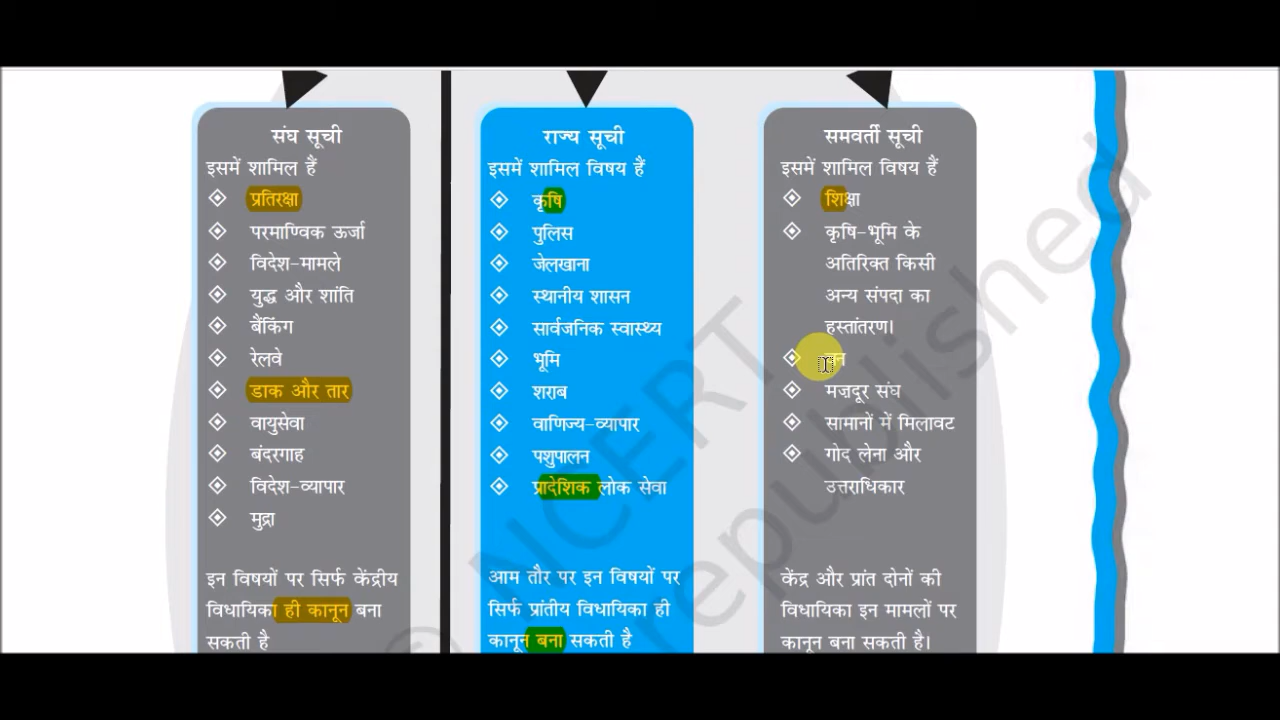 संघ सूची
इसमें शामिल हैं
प्रतिरक्षा
परमाण्विक ऊर्जा
विदेश-मामले
युद्ध और शांति
बैंकिंग
रेलवे
डाक और तार
वायुसेवा
बंदरगाह
विदेश-व्यापार
मुद्रा
इन विषयों पर सिर्फ केंद्रीय
विधायिका ही कानून बना
सकती है
राज्य सूची
इसमें शामिल विषय हैं
कृषि
पुलिस
जेलखाना
स्थानीय शासन
सार्वजनिक स्वास्थ्य
भूमि
शराब
वाणिज्य-व्यापार
पशुपालन
प्रादेशिक लोक सेवा
आम तौर पर इन विषयों पर
सिर्फ प्रांतीय विधायिका ही
कानून बना सकती है
समवर्ती सूची
इसमें शामिल विषय हैं
शिक्षा
कृषि-भूमि के
अतिरिक्त किसी
अन्य संपदा का
हस्तांतरण।
मज़दूर संघ
सामानों में मिलावट
गोद लेना और
उत्तराधिकार
केंद्र और प्रांत दोनों की
विधायिका इन मामलों पर
कानून बना सकती है।
© NCERT
republished